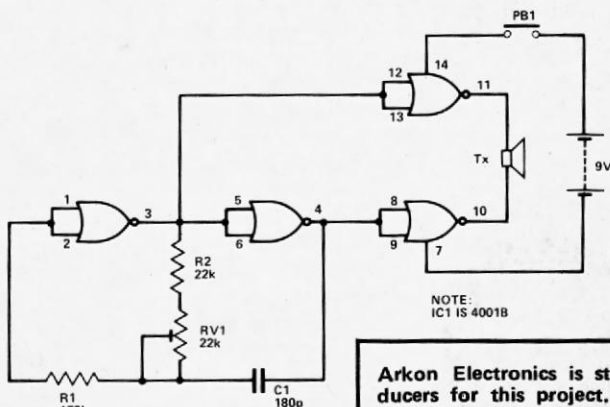 PB1
14
12
13
11
Tx
9V
1
2
3
5
6
4
8
9
10
7
R2
22k
RV1
22k
NOTE:
IC1 IS 4001B
R1
C1
180p
Arkon Electronics is st
ducers for this project.